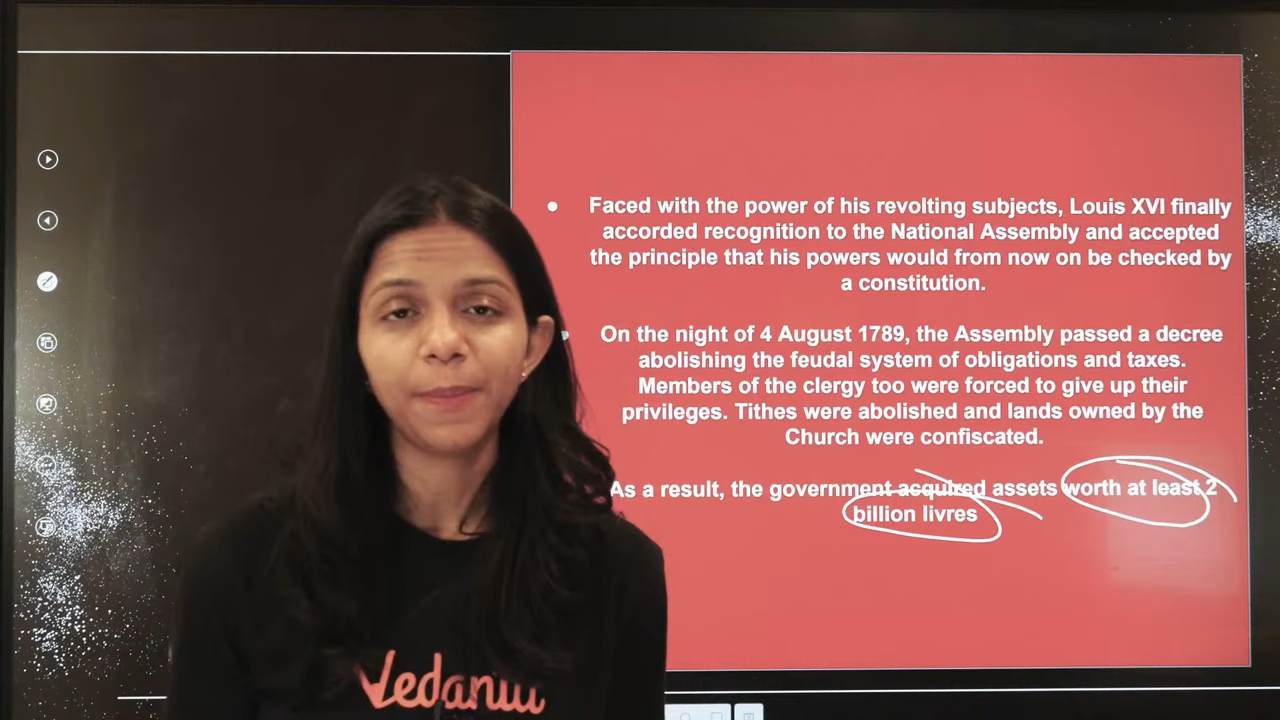 Faced with the power of his revolting subjects, Louis XVI finally
accorded recognition to the National Assembly and accepted
the principle that his powers would from now on be checked by
a constitution.
On the night of 4 August 1789, the Assembly passed a decree
abolishing the feudal system of obligations and taxes.
Members of the clergy too were forced to give up their
privileges. Tithes were abolished and lands owned by the
Church were confiscated.
As a result, the government acquired assets worth at least 2
billion livres
Vedantu